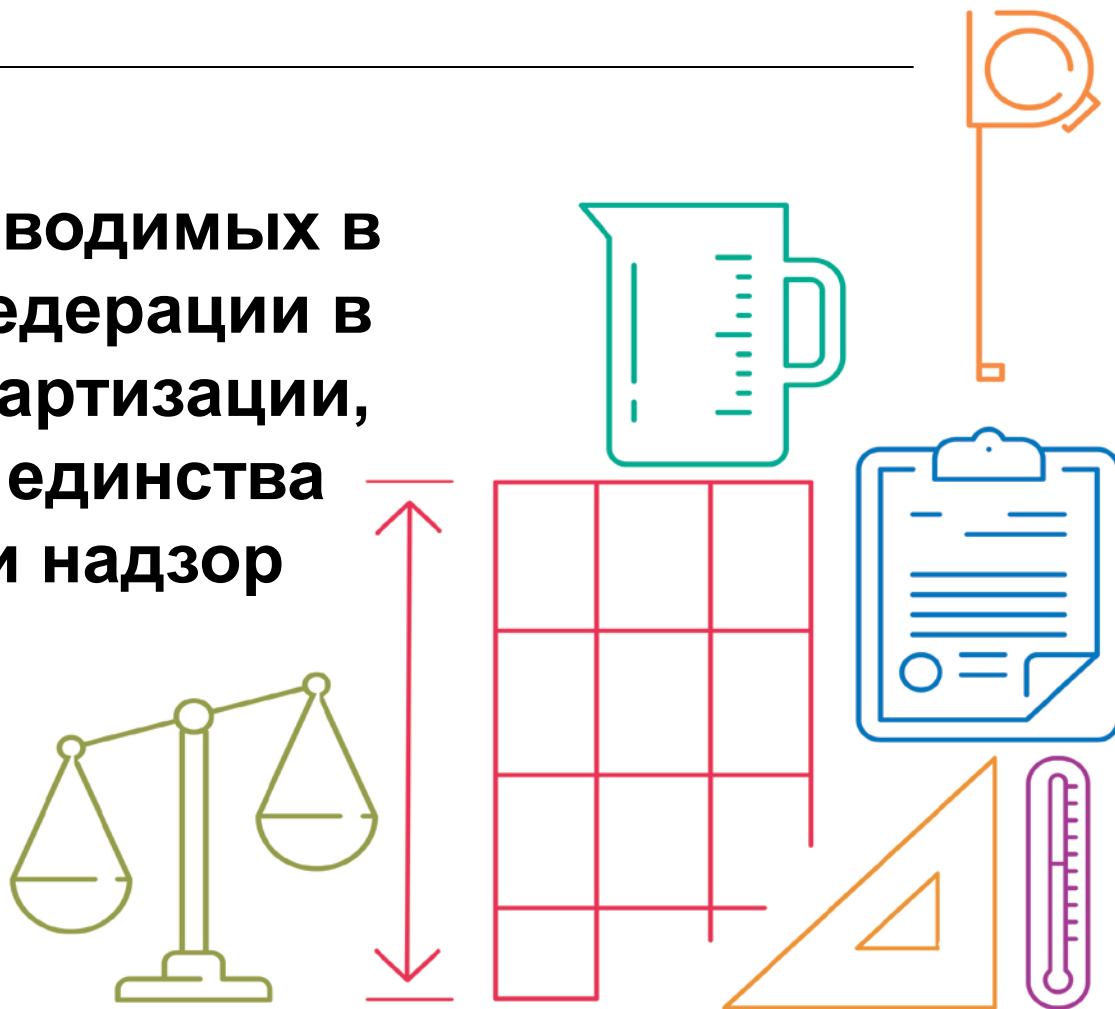 водимых в
едерации в
артизации,
единства
и надзор